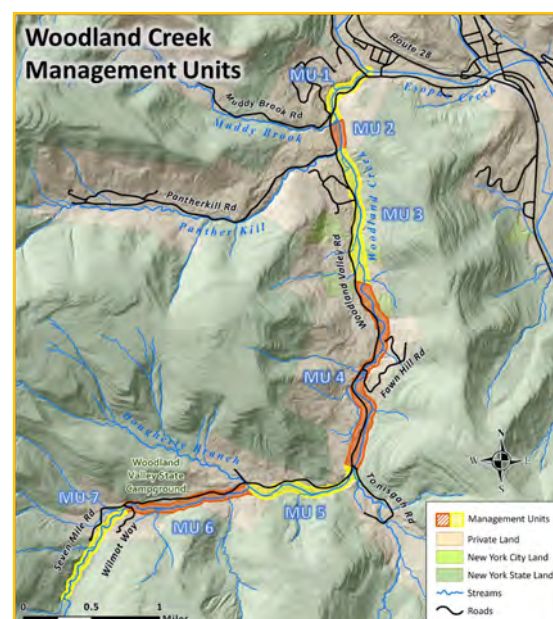 Woodland Creek
Management Units
Route 28
MU-1
Esopus Creek
Muddy Brook Rd
MU 2
Muddy Brook
Woodland Creek
Pantherkill Rd
MU 3
Panther Kill
Woodland Valley Rd
Fawn Hill Rd
MU 4
Dougherty Branch
N
W
E
S
Woodland
Valley State
Campground
Tonisgah Rd
MU-7
MU 5
MU 6
Seven Mile Rd
Wilmot Way
Management Units
Private Land
New York City Land
New York State Land
Streams
Roads
0 0.5 1
Miles